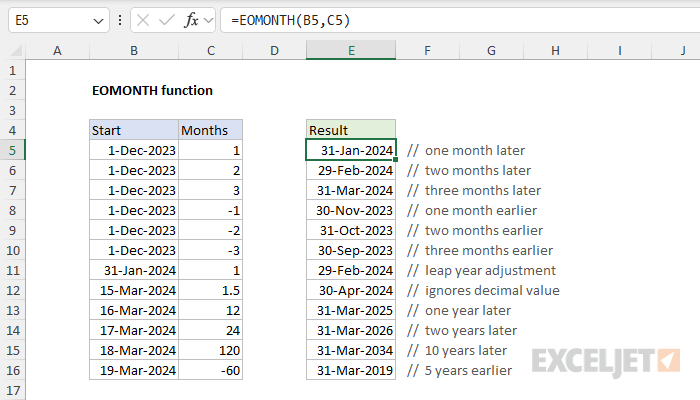 E5 fx =EOMONTH(B5,C5)
A B C D E F G H I J
1
2 EOMONTH function
3
4 Start Months Result
5 1-Dec-2023 1 31-Jan-2024 // one month later
6 1-Dec-2023 2 29-Feb-2024 // two months later
7 1-Dec-2023 3 31-Mar-2024 // three months later
8 1-Dec-2023 -1 30-Nov-2023 // one month earlier
9 1-Dec-2023 -2 31-Oct-2023 // two months earlier
10 1-Dec-2023 -3 30-Sep-2023 // three months earlier
11 31-Jan-2024 1 29-Feb-2024 // leap year adjustment
12 15-Mar-2024 1.5 30-Apr-2024 // ignores decimal value
13 16-Mar-2024 12 31-Mar-2025 // one year later
14 17-Mar-2024 24 31-Mar-2026 // two years later
15 18-Mar-2024 120 31-Mar-2034 // 10 years later
16 19-Mar-2024 -60 31-Mar-2019 // 5 years earlier
17
EXCELJET